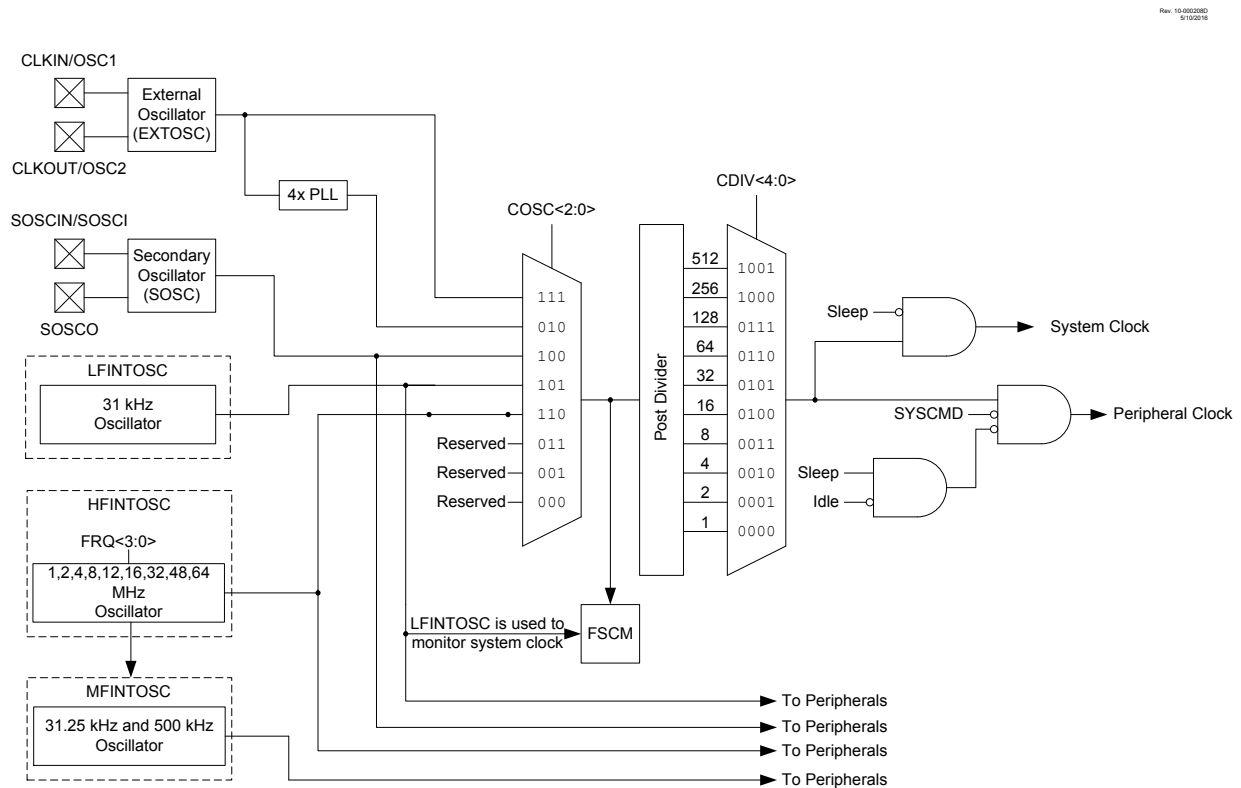 Rev. 10-000208D
5/10/2016
CLKIN/OSC1
External
Oscillator
(EXTOSC)
CLKOUT/OSC2
4x PLL
SOSCIN/SOSCI
Secondary
Oscillator
(SOSC)
SOSCO
LFINTOSC
31 kHz
Oscillator
HFINTOSC
FRQ<3:0>
1,2,4,8,12,16,32,48,64
MHz
Oscillator
MFINTOSC
31.25 kHz and 500 kHz
Oscillator
COSC<2:0>
111
010
100
101
110
Reserved 011
Reserved 001
Reserved 000
LFINTOSC is used to
monitor system clock
FSCM
Post Divider
CDIV<4:0>
512 1001
256 1000
128 0111
64 0110
32 0101
16 0100
8 0011
4 0010
2 0001
1 0000
Sleep
System Clock
SYSCMD
Peripheral Clock
Sleep
Idle
To Peripherals
To Peripherals
To Peripherals
To Peripherals